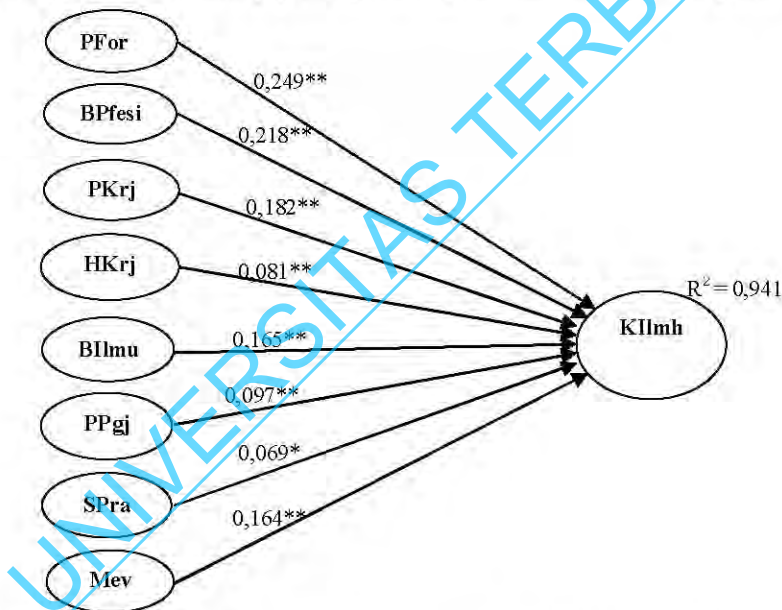 PFor
0,249**
BPfesi
0,218**
PKrj
0,182**
HKrj
0,081**
R² = 0,941
KIlmh
BIlmu
0,165**
0,097**
PPgj
0,069*
SPra
0,164**
Mev
UNIVERSITAS TERB